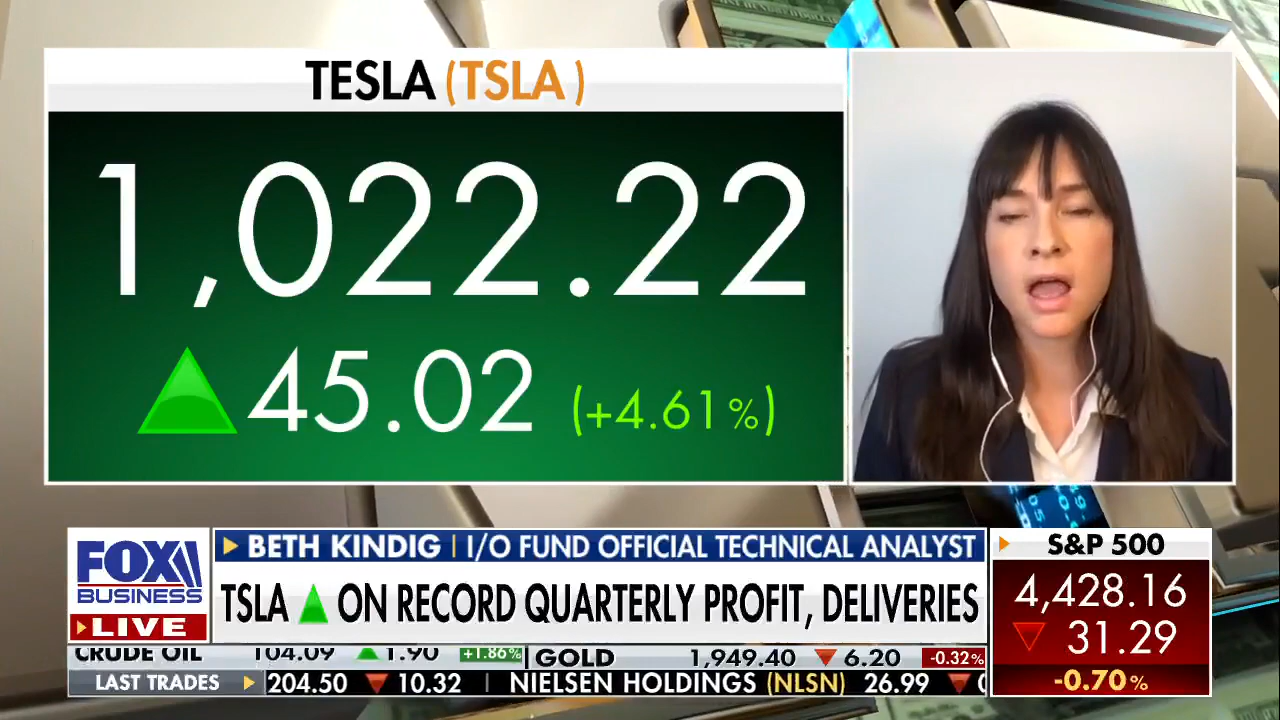 TESLA (TSLA )
1,022.22
▲45.02 (+4.61%)
FOX
BUSINESS
LIVE
BETH KINDIG | I/O FUND OFFICIAL TECHNICAL ANALYST
TSLA ▲ ON RECORD QUARTERLY PROFIT, DELIVERIES
S&P 500
4,428.16
▼ 31.29
-0.70%
CRUDE OIL 104.09 ▲ 1.90 +1.86% GOLD 1,949.40 ▼ 6.20 -0.32%
LAST TRADES 204.50 ▼ 10.32 | NIELSEN HOLDINGS (NLSN) 26.99 ▼